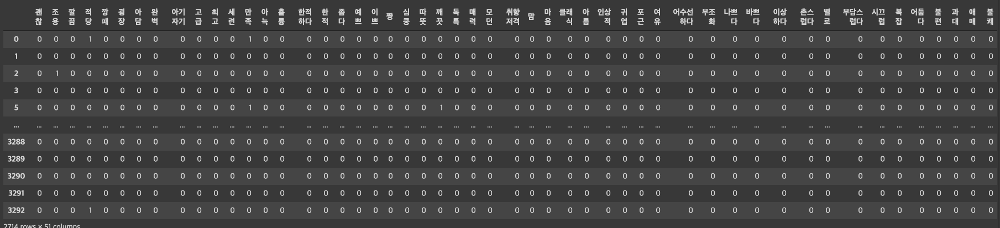 괜 조 깔 적 깡 굉 아 완 아기 고 최 세 만 아 훌 한적 한 좁 예 이 짱 심 따 깨 독 매 모 취향 맘 마 클래 아 인상 귀 포 여 어수선 부조 나쁘 바쁘 이상 촌스 별 부담스 시끄 복 어둡 불 과 애 불
찮 용 끔 당 패 장 담 벽 자기 급 고 련 족 늑 륭 하다 적 다 쁘 쁘 쿵 뜻 끗 특 력 던 저격 음 식 름 적 엽 근 유 하다 화 다 다 하다 럽다 로 럽다 럽 잡 다 편 대 매 쾌
0 0 0 0 1 0 0 0 0 0 0 0 0 1 0 0 0 0 0 0 0 0 0 0 0 0 0 0 0 0 0 0 0 0 0 0 0 0 0 0 0 0 0 0 0 0 0 0 0 0 0 0
1 0 0 0 0 0 0 0 0 0 0 0 0 0 0 0 0 0 0 0 0 0 0 0 0 0 0 0 0 0 0 0 0 0 0 0 0 0 0 0 0 0 0 0 0 0 0 0 0 0 0 0
2 0 1 0 0 0 0 0 0 0 0 0 0 0 0 0 0 0 0 0 0 0 0 0 0 0 0 0 0 0 0 0 0 0 0 0 0 0 0 0 0 0 0 0 0 0 0 0 0 0 0 0
3 0 0 0 0 0 0 0 0 0 0 0 0 0 0 0 0 0 0 0 0 0 0 0 0 0 0 0 0 0 0 0 0 0 0 0 0 0 0 0 0 0 0 0 0 0 0 0 0 0 0 0
5 0 0 0 0 0 0 0 0 0 0 0 0 1 0 0 0 0 0 0 0 0 0 0 1 0 0 0 0 0 0 0 0 0 0 0 0 0 0 0 0 0 0 0 0 0 0 0 0 0 0 0
... ... ... ... ... ... ... ... ... ... ... ... ... ... ... ... ... ... ... ... ... ... ... ... ... ... ... ... ... ... ... ... ... ... ... ... ... ... ... ... ... ... ... ... ... ... ... ... ... ... ... ...
3288 0 0 0 0 0 0 0 0 0 0 0 0 0 0 0 0 0 0 0 0 0 0 0 0 0 0 0 0 0 0 0 0 0 0 0 0 0 0 0 0 0 0 0 0 0 0 0 0 0 0 0
3289 0 0 0 0 0 0 0 0 0 0 0 0 0 0 0 0 0 0 0 0 0 0 0 0 0 0 0 0 0 0 0 0 0 0 0 0 0 0 0 0 0 0 0 0 0 0 0 0 0 0 0
3290 0 0 0 0 0 0 0 0 0 0 0 0 0 0 0 0 0 0 0 0 0 0 0 0 0 0 0 0 0 0 0 0 0 0 0 0 0 0 0 0 0 0 0 0 0 0 0 0 0 0 0
3291 0 0 0 0 0 0 0 0 0 0 0 0 0 0 0 0 0 0 0 0 0 0 0 0 0 0 0 0 0 0 0 0 0 0 0 0 0 0 0 0 0 0 0 0 0 0 0 0 0 0 0
3292 0 0 0 1 0 0 0 0 0 0 0 0 0 0 0 0 0 0 0 0 0 0 0 0 0 0 0 0 0 0 0 0 0 0 0 0 0 0 0 0 0 0 0 0 0 0 0 0 0 0 0
2714 rows × 51 columns